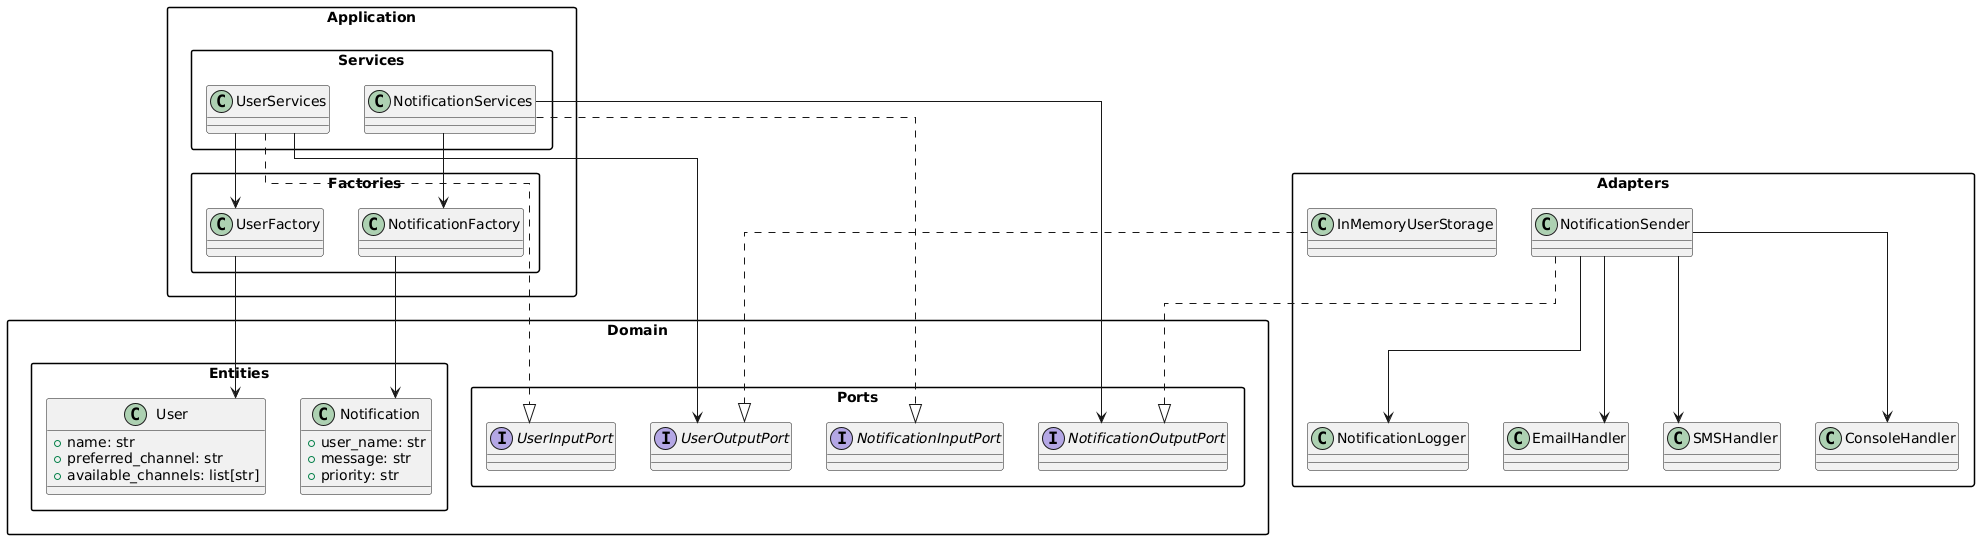 Application
Services
C UserServices
C NotificationServices
Factories
C UserFactory
C NotificationFactory
Adapters
C InMemoryUserStorage
C NotificationSender
C NotificationLogger
C EmailHandler
C SMSHandler
C ConsoleHandler
Domain
Entities
C User
name: str
preferred_channel: str
available_channels: list[str]
C Notification
user_name: str
message: str
priority: str
Ports
I UserInputPort
I UserOutputPort
I NotificationInputPort
I NotificationOutputPort